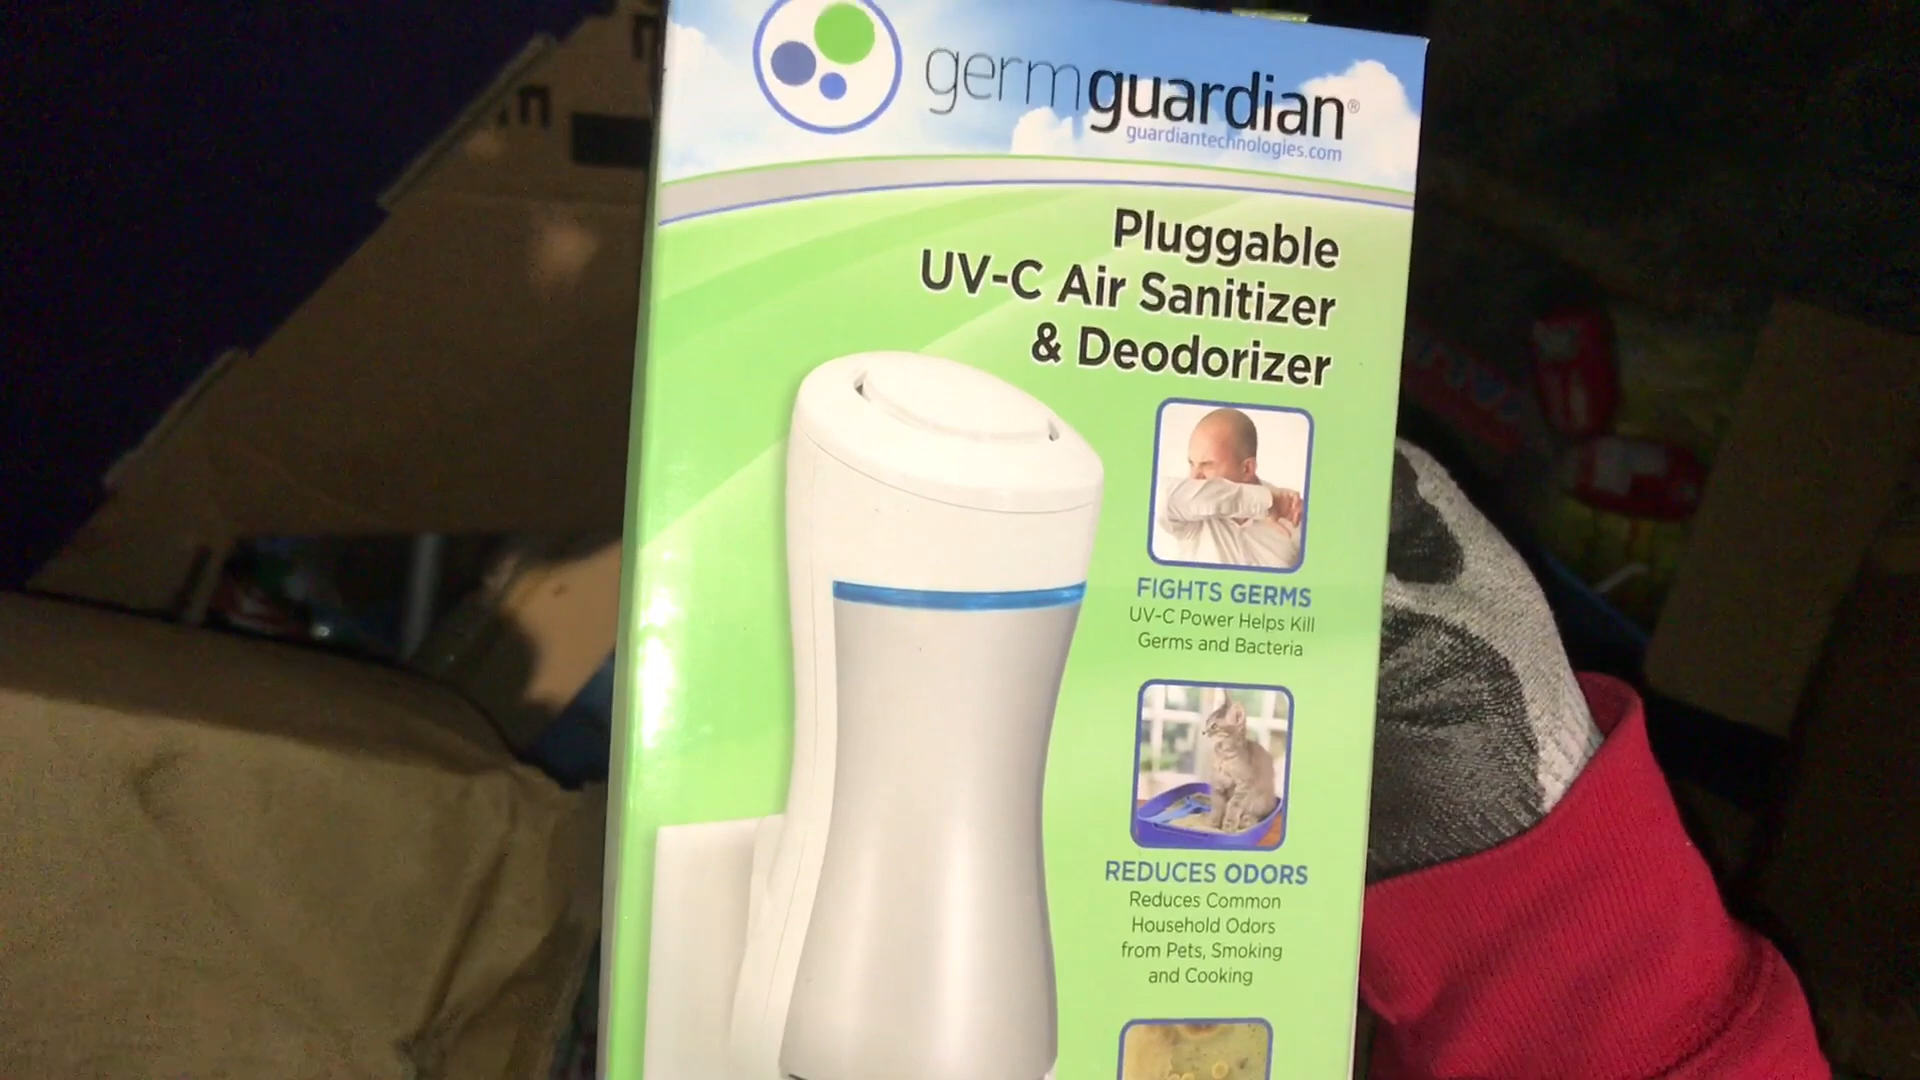 germguardian®
guardiantechnologies.com
Pluggable
UV-C Air Sanitizer
& Deodorizer
FIGHTS GERMS
UV-C Power Helps Kill
Germs and Bacteria
REDUCES ODORS
Reduces Common
Household Odors
from Pets, Smoking
and Cooking